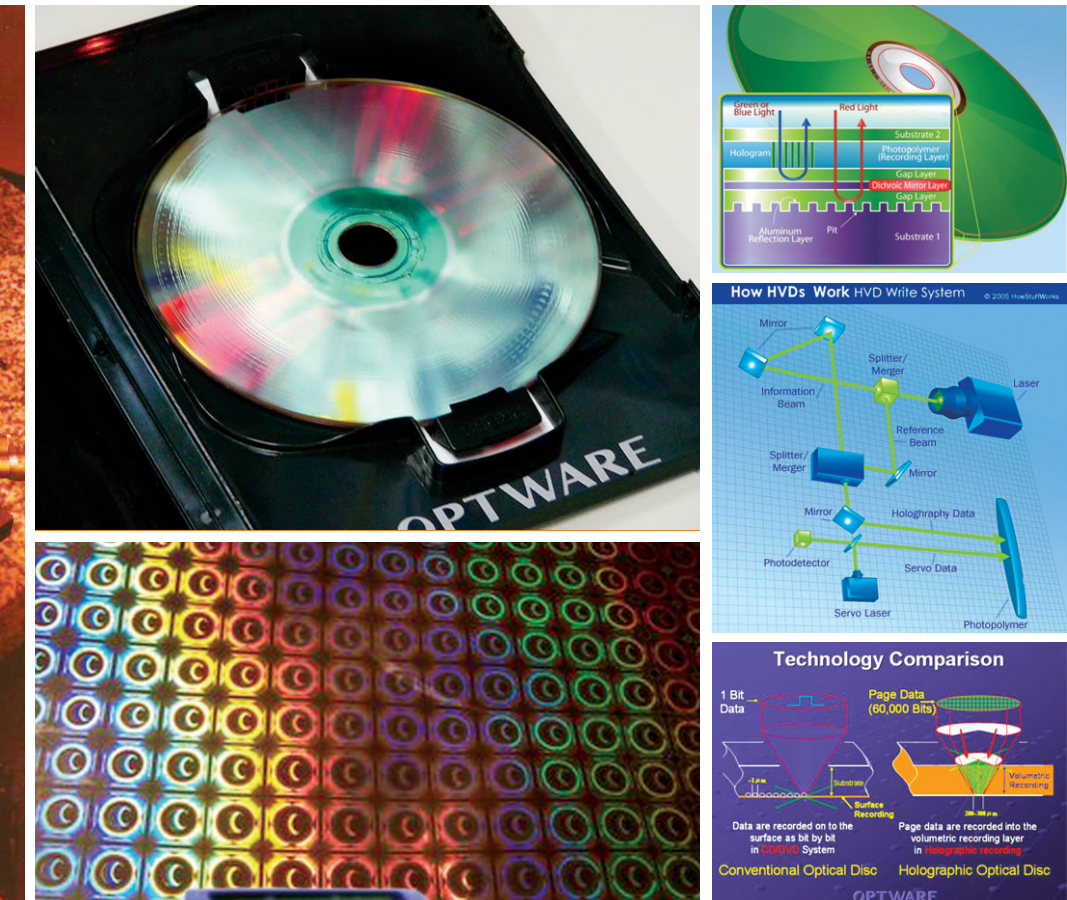 OPTWARE
Green or
Blue Light
Red Light
Substrate 2
Hologram
Photopolymer
(Recording Layer)
Gap Layer
Dichroic Mirror Layer
Gap Layer
Aluminum
Reflection Layer
Pit
Substrate 1
How HVDs Work HVD Write System
© 2005 HowStuffWorks
Mirror
Splitter/
Merger
Laser
Information
Beam
Reference
Beam
Splitter/
Merger
Mirror
Mirror
Hologhraphy Data
Photodetector
Servo Data
Servo Laser
Photopolymer
Technology Comparison
1 Bit
Data
Page Data
(60,000 Bits)
~1μm
Substrate
Volumetric
Recording
Surface
Recording
200~300μm
Data are recorded on to the
surface as bit by bit
in CD/DVD System
Page data are recorded into the
volumetric recording layer
in Holographic recording
Conventional Optical Disc
Holographic Optical Disc
OPTWARE